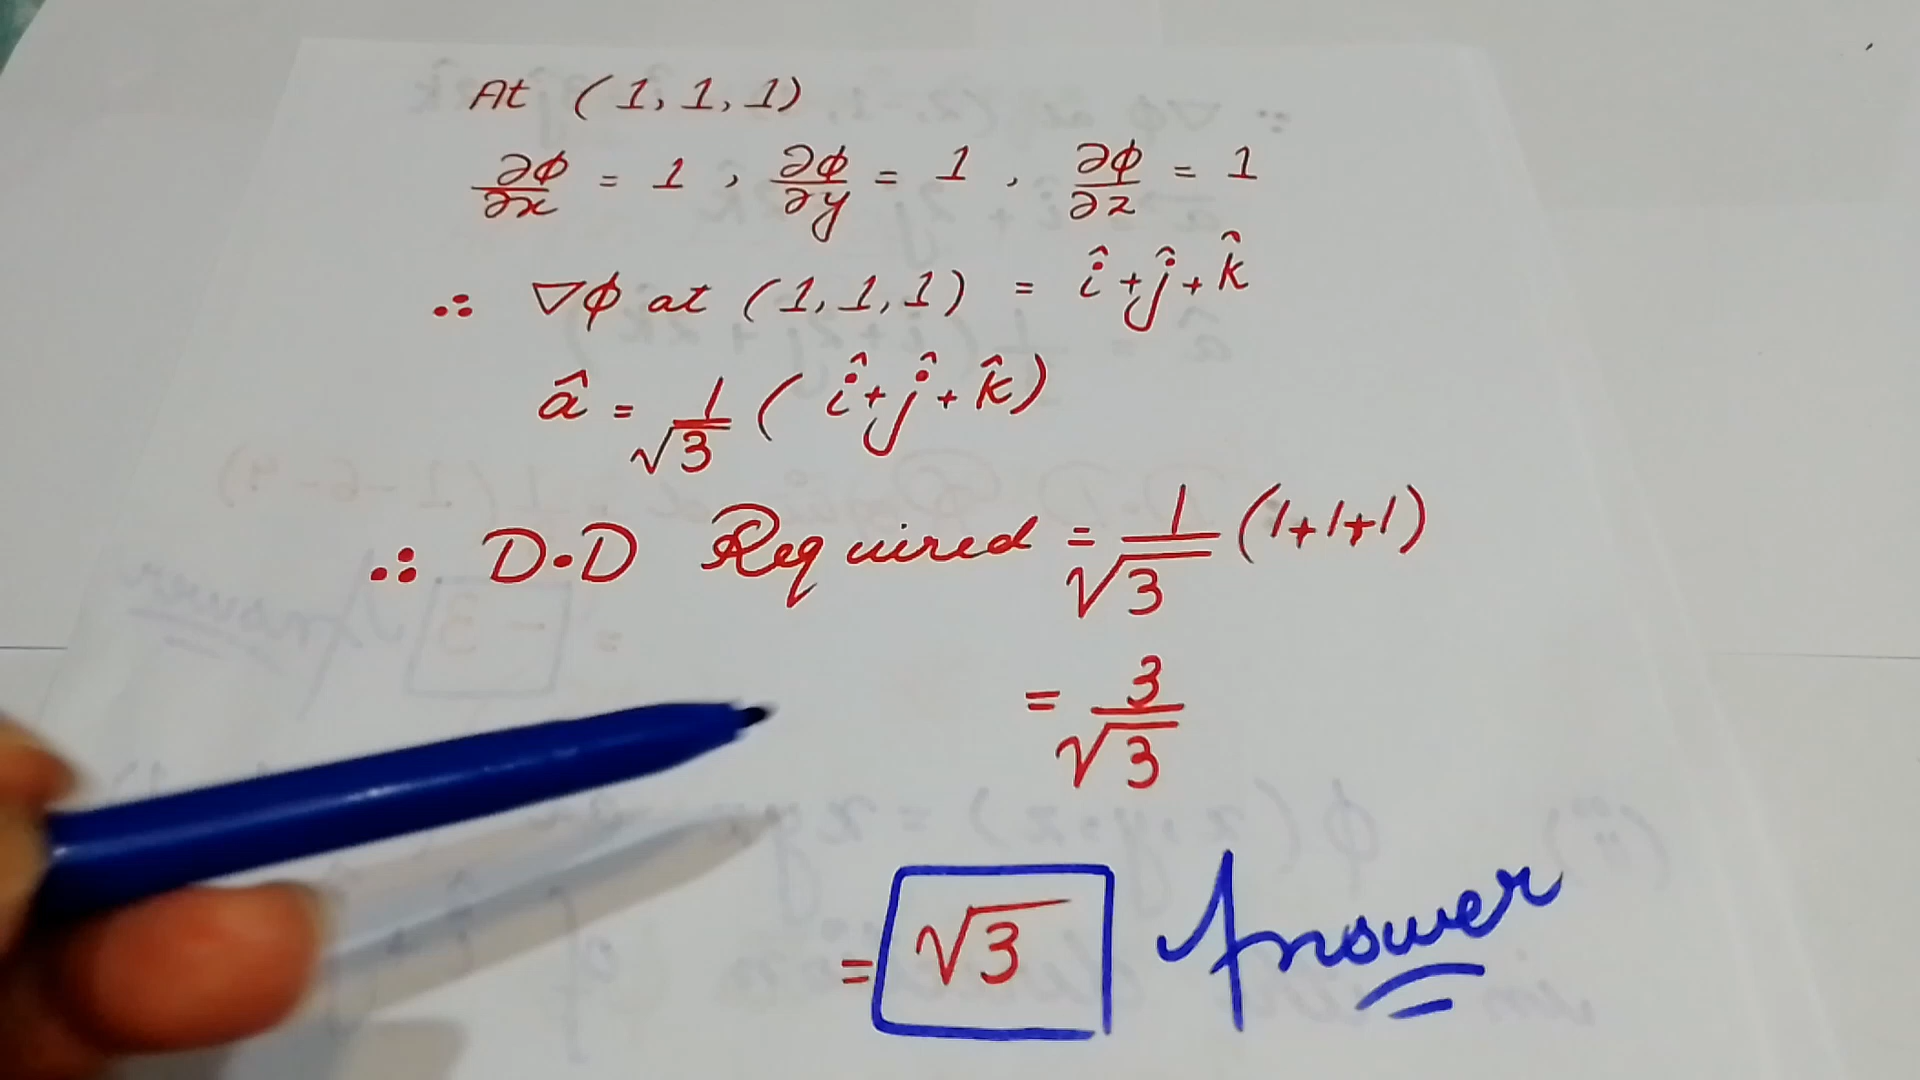 At (1, 1, 1)
∂ϕ/∂x = 1 , ∂ϕ/∂y = 1 , ∂ϕ/∂z = 1
∴ ∇ϕ at (1, 1, 1) = î + ĵ + k̂
â = 1/√3 ( î + ĵ + k̂ )
∴ D.D Required = 1/√3 (1+1+1)
= 3/√3
= √3 Answer